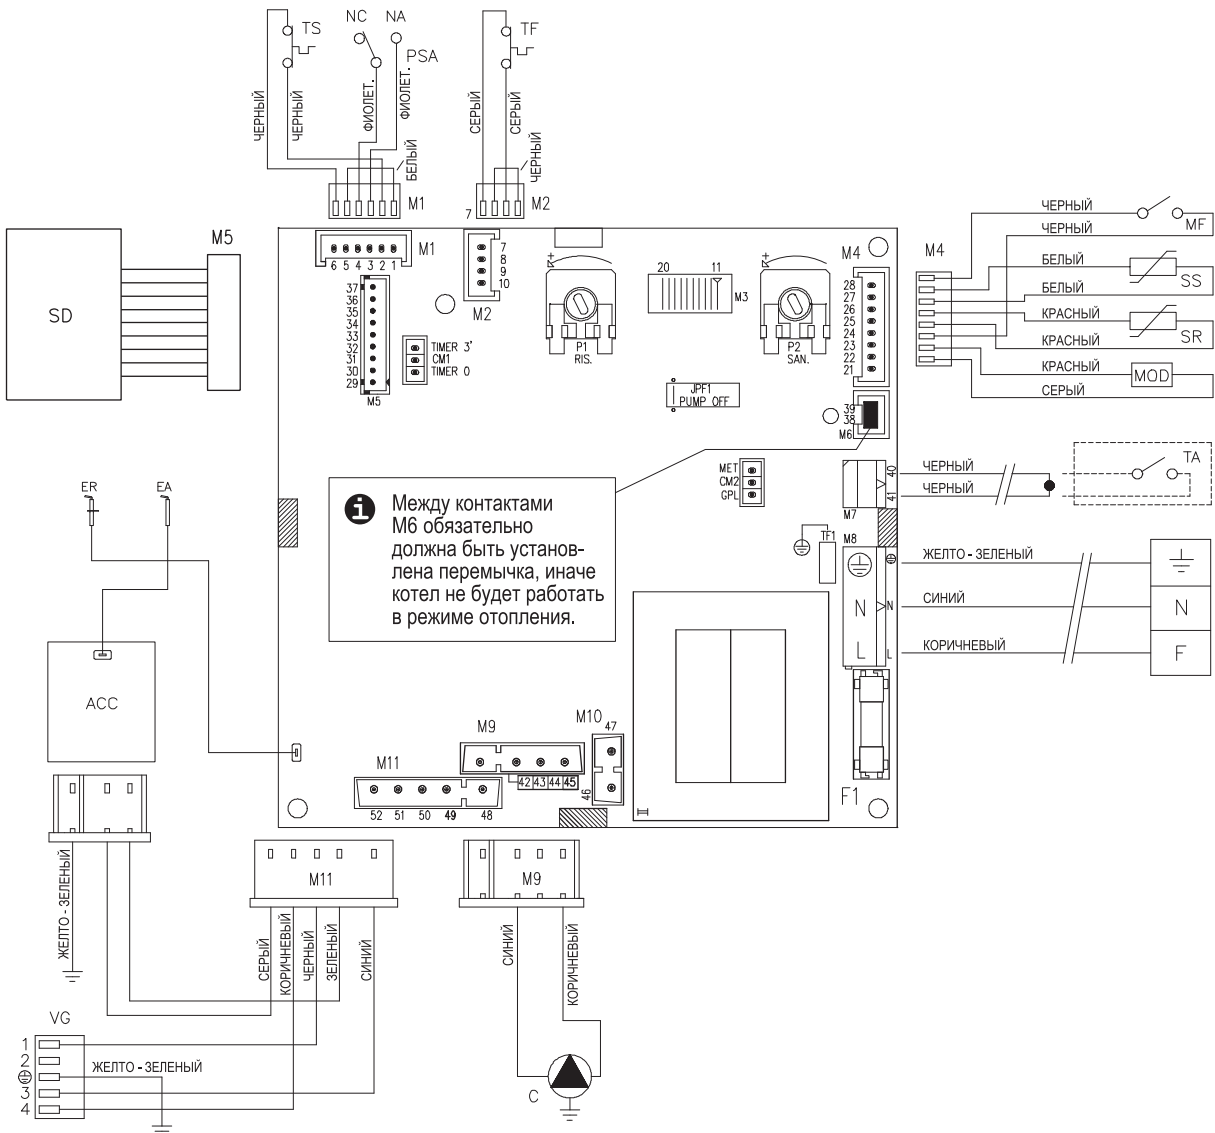 TS
NC
NA
PSA
TF
ЧЕРНЫЙ
ЧЕРНЫЙ
ФИОЛЕТ.
ФИОЛЕТ.
БЕЛЫЙ
СЕРЫЙ
СЕРЫЙ
ЧЕРНЫЙ
M1
7
M2
SD
M5
M1
6 5 4 3 2 1
7
8
9
10
M2
37
36
35
34
33
32
31
30
29
M5
TIMER 3'
CM1
TIMER 0
+
P1
RIS.
20
11
M3
+
P2
SAN.
JPF1
PUMP OFF
M4
28
27
26
25
24
23
22
21
39
38
M6
M4
ЧЕРНЫЙ
MF
ЧЕРНЫЙ
БЕЛЫЙ
SS
БЕЛЫЙ
КРАСНЫЙ
SR
КРАСНЫЙ
КРАСНЫЙ
MOD
СЕРЫЙ
ER
EA
ACC
i
Между контактами
M6 обязательно
должна быть установ-
лена перемычка, иначе
котел не будет работать
в режиме отопления.
MET
CM2
GPL
40
41
M7
ЧЕРНЫЙ
ЧЕРНЫЙ
TA
TF1
M8
N
N
L
L
ЖЕЛТО - ЗЕЛЕНЫЙ
СИНИЙ
N
КОРИЧНЕВЫЙ
F
F1
M9
42 43 44 45
M10
47
46
M11
52 51 50 49 48
ЖЕЛТО - ЗЕЛЕНЫЙ
M11
СЕРЫЙ
КОРИЧНЕВЫЙ
ЧЕРНЫЙ
ЗЕЛЕНЫЙ
СИНИЙ
M9
СИНИЙ
КОРИЧНЕВЫЙ
C
VG
1
2
3
4
ЖЕЛТО - ЗЕЛЕНЫЙ